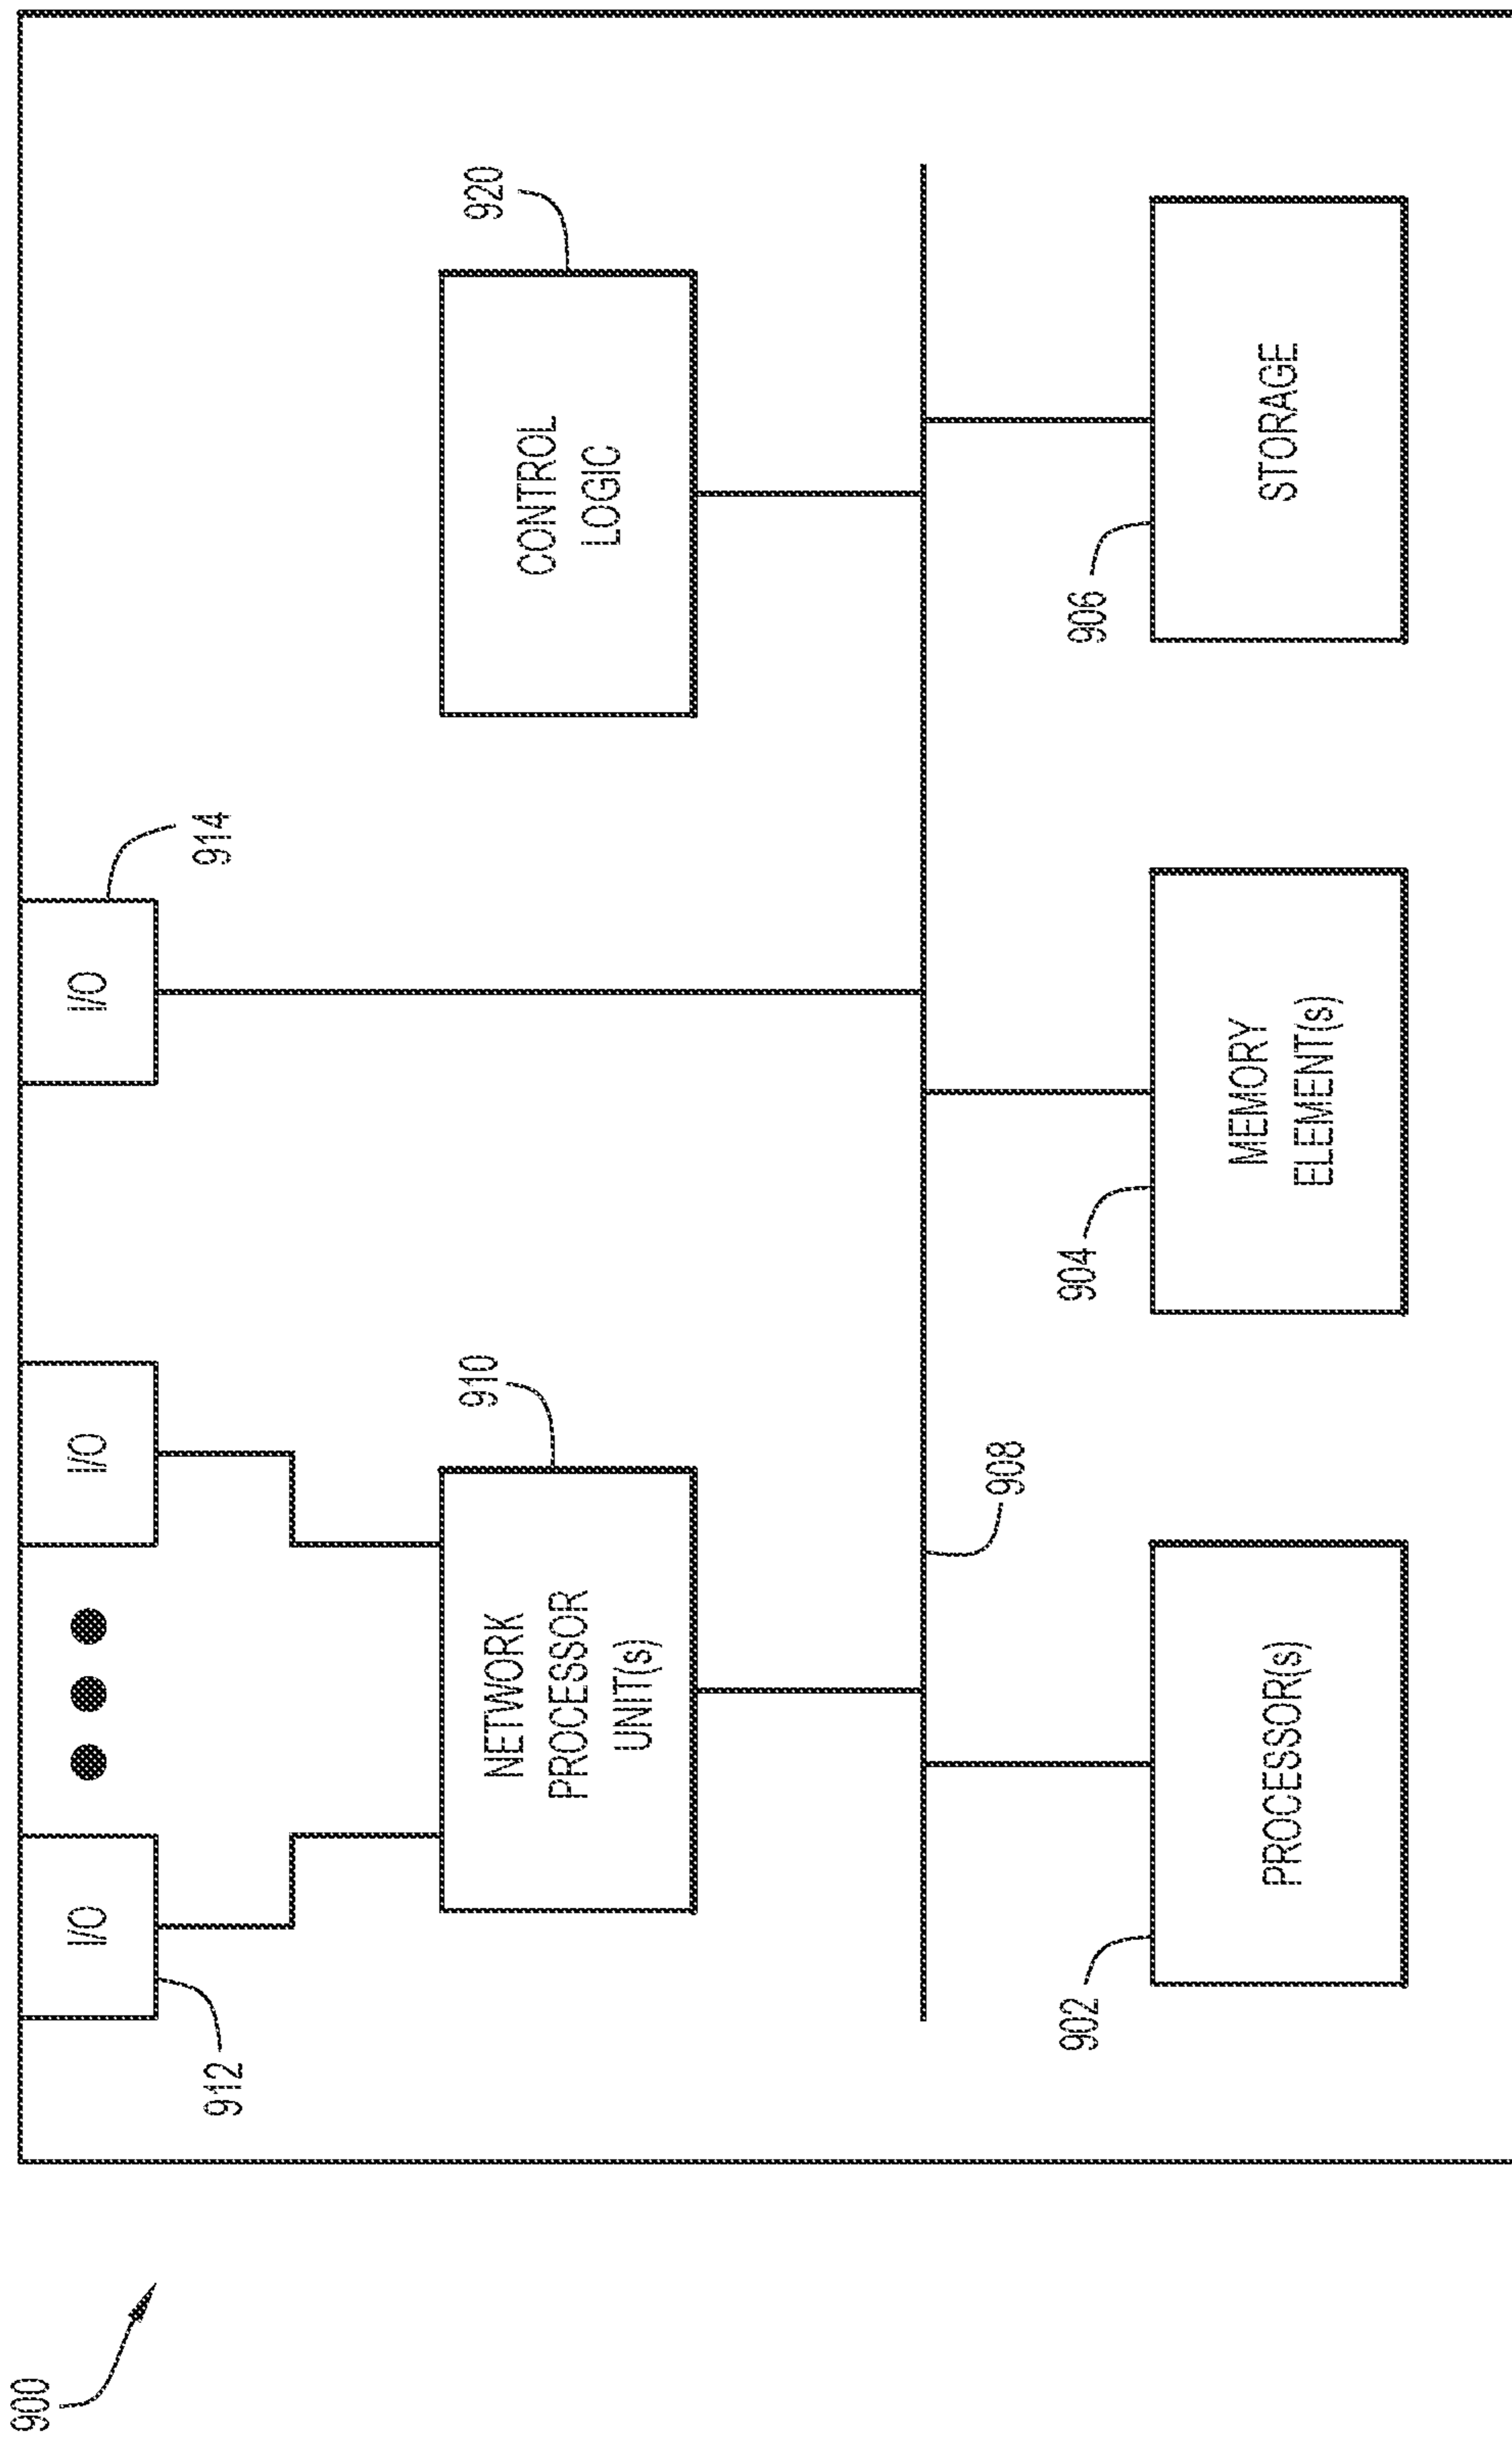 900
I/O
I/O
I/O
912
914
910
920
NETWORK
PROCESSOR
UNIT(s)
CONTROL
LOGIC
908
902
904
906
PROCESSOR(s)
MEMORY
ELEMENT(s)
STORAGE